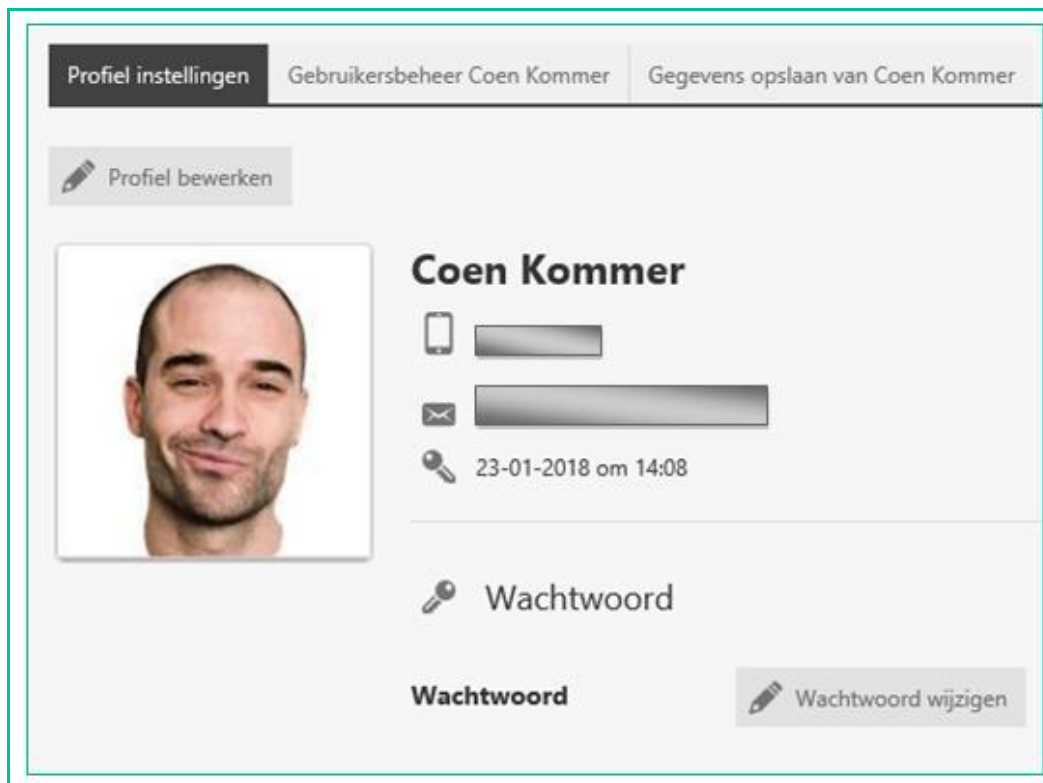 Profiel instellingen Gebruikersbeheer Coen Kommer Gegevens opslaan van Coen Kommer
Profiel bewerken
Coen Kommer
23-01-2018 om 14:08
Wachtwoord
Wachtwoord Wachtwoord wijzigen